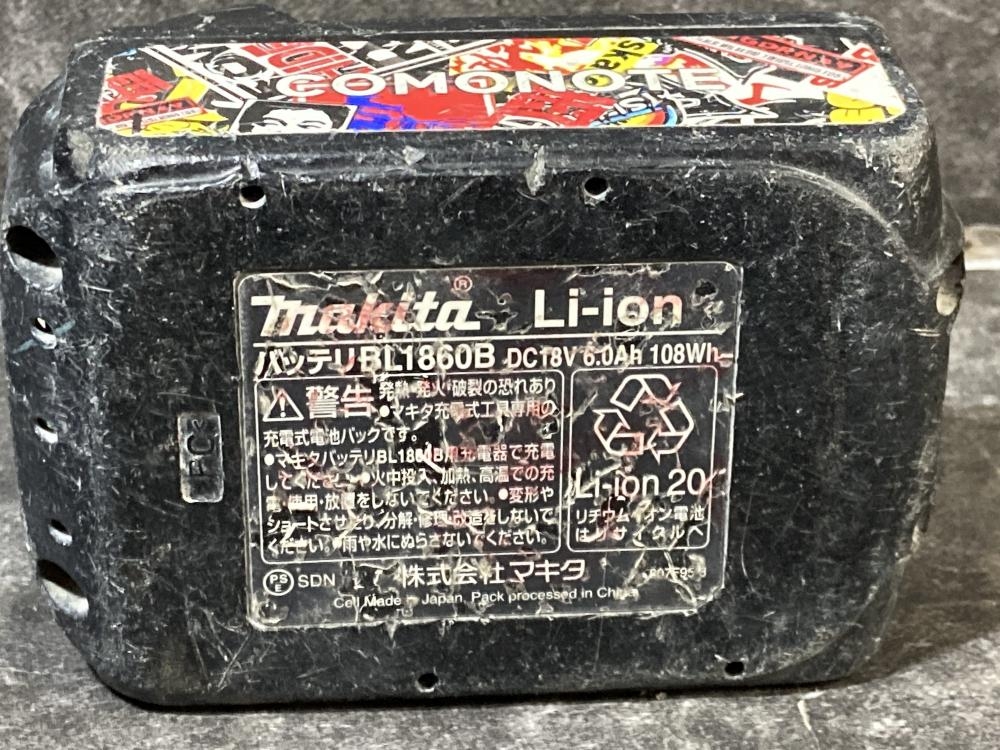 COMONOTE
Makita® Li-ion
バッテリBL1860B DC18V 6.0Ah 108Wh
警告 発熱・発火・破裂の恐れあり
●マキタ充電式工具専用の
充電式電池パックです。
●マキタバッテリBL1860B用充電器で充電
してください。●火中投入、加熱、高温での充
電・使用・放置をしないでください。●変形や
ショートさせたり、分解・修理・改造をしないで
ください。●雨や水にぬらさないでください。
Li-ion 20
リチウムイオン電池
はリサイクルへ
PS
E SDN 株式会社マキタ
Cell Made in Japan, Pack processed in China
PC